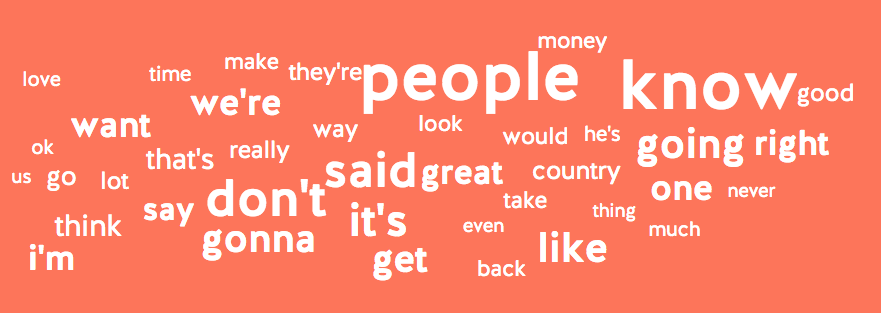 money
love time make they're people know good
want we're way look would he's going right
ok that's really said great country
us go lot don't take one never
think say gonna it's even thing much
i'm get back like